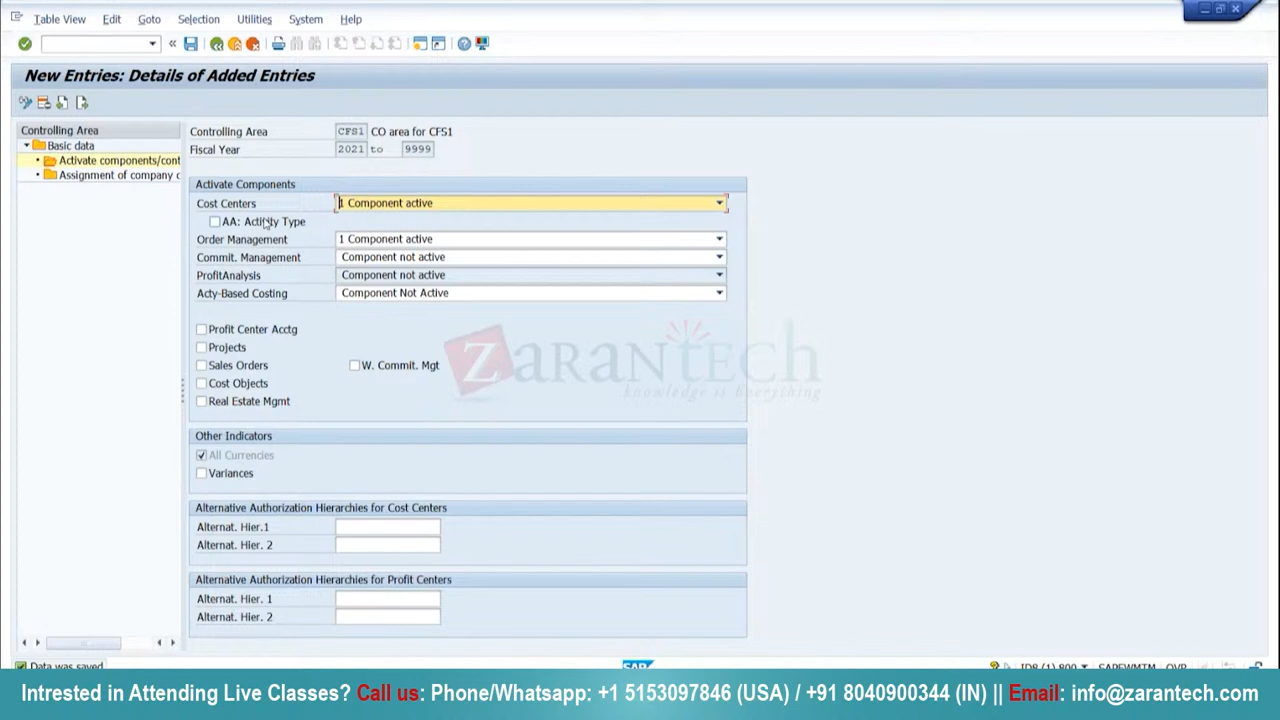 Table View Edit Goto Selection Utilities System Help
New Entries: Details of Added Entries
Controlling Area
Basic data
Activate components/cont
Assignment of company c
Controlling Area CFS1 CO area for CFS1
Fiscal Year 2021 to 9999
Activate Components
Cost Centers 1 Component active
AA: Activity Type
Order Management 1 Component active
Commit. Management Component not active
ProfitAnalysis Component not active
Acty-Based Costing Component Not Active
Profit Center Acctg
Projects
Sales Orders W. Commit. Mgt
Cost Objects
Real Estate Mgmt
ZaranTech
Knowledge is Everything
Other Indicators
All Currencies
Variances
Alternative Authorization Hierarchies for Cost Centers
Alternat. Hier.1
Alternat. Hier. 2
Alternative Authorization Hierarchies for Profit Centers
Alternat. Hier. 1
Alternat. Hier. 2
Data was saved SAP
Intrested in Attending Live Classes? Call us: Phone/Whatsapp: +1 5153097846 (USA) / +91 8040900344 (IN) || Email: info@zarantech.com